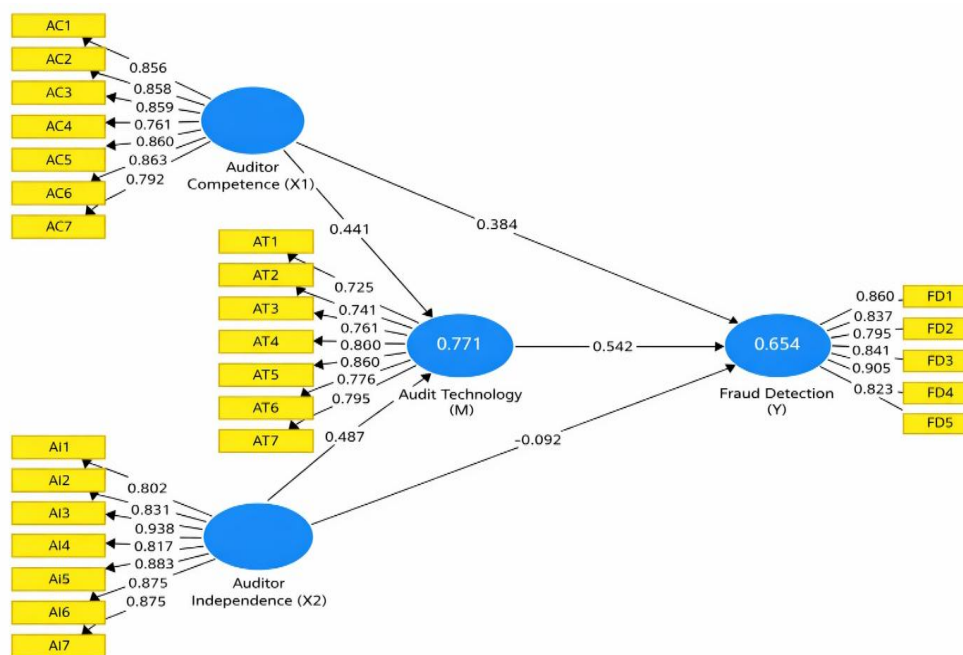 AC1
AC2
AC3
AC4
AC5
AC6
AC7
0.856
0.858
0.859
0.761
0.860
0.863
0.792
Auditor
Competence (X1)
0.441
0.384
AT1
AT2
AT3
AT4
AT5
AT6
AT7
0.725
0.741
0.761
0.860
0.860
0.776
0.795
0.771
Audit Technology
(M)
0.542
0.654
Fraud Detection
(Y)
0.860
0.837
0.795
0.841
0.905
0.823
FD1
FD2
FD3
FD4
FD5
0.487
-0.092
AI1
AI2
AI3
AI4
Ai5
AI6
AI7
0.802
0.831
0.938
0.817
0.883
0.875
0.875
Auditor
Independence (X2)